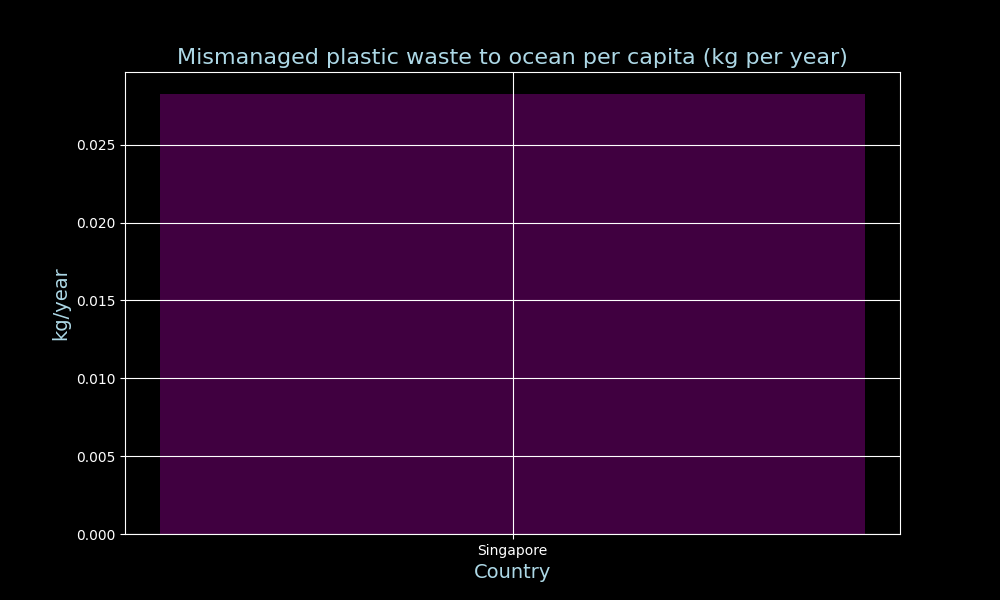 Mismanaged plastic waste to ocean per capita (kg per year)
kg/year
0.025
0.020
0.015
0.010
0.005
0.000
Singapore
Country